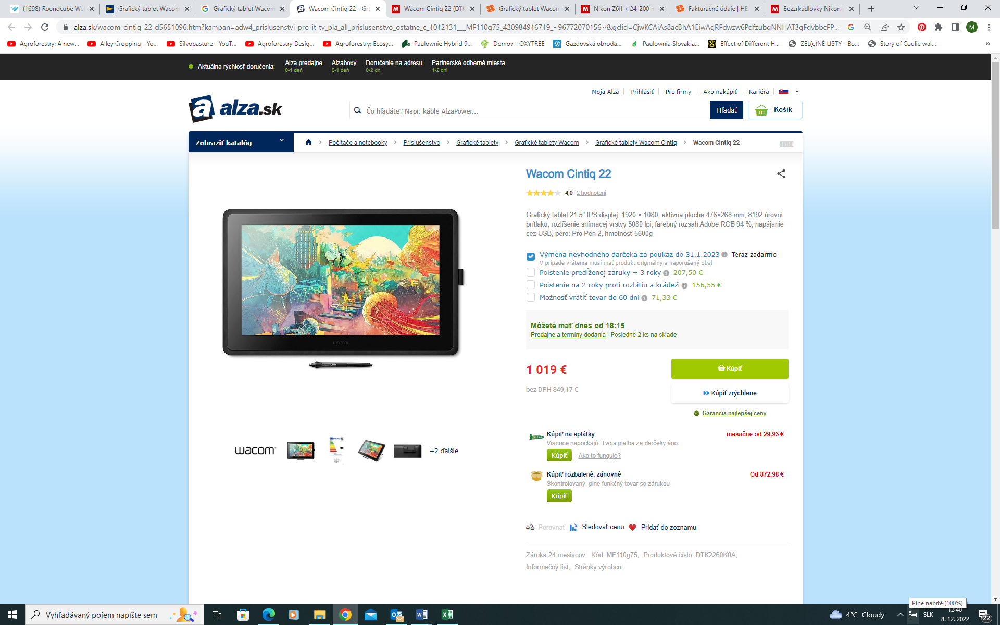 (1698) Roundcube We
Grafický tablet Wacom
Grafický tablet Wacom
Wacom Cintiq 22 - Gra
Wacom Cintiq 22 (DTK
Grafický tablet Wacom
Nikon Z6II + 24-200 m
Fakturačné údaje | HEJ
Bezzrkadlovky Nikon |
alza.sk/wacom-cintiq-22-d5651096.htm?kampan=adw4_prislusenstvi-pro-it-tv_pla_all_prislusenstvo_ostatne_c_1012131___MF110g75_420984916719_~96772070156~&gclid=CjwKCAiAs8acBhA1EiwAgRFdwzw6PdfzubqNNHAT3qFdvbbcFP...
M
Agroforestry: A new...
Alley Cropping - Yo...
Silvopasture - YouT...
Agroforestry Desig...
Agroforestry: Ecosy...
Paulownie Hybrid 9...
Domov - OXYTREE
Gazdovská obroda...
Paulownia Slovakia...
Effect of Different H...
ZEL(e)NÉ LISTY - Bo...
Story of Coulie wal...
Aktuálna rýchlosť doručenia:
Alza predajne
0-1 deň
Alzaboxy
0-1 deň
Doručenie na adresu
0-2 dni
Partnerské odberné miesta
1-2 dni
Moja Alza
Prihlásiť
Pre firmy
Ako nakúpiť
Kariéra
alza.sk
Čo hľadáte? Napr. káble AlzaPower...
Hľadať
Košík
Zobraziť katalóg
Počítače a notebooky
Príslušenstvo
Grafické tablety
Grafické tablety Wacom
Grafické tablety Wacom Cintiq
Wacom Cintiq 22
Wacom Cintiq 22
4,0 2 hodnotení
Grafický tablet 21.5" IPS displej, 1920 × 1080, aktívna plocha 476×268 mm, 8192 úrovní
prítlaku, rozlíšenie snímacej vrstvy 5080 lpi, farebný rozsah Adobe RGB 94 %, napájanie
cez USB, pero: Pro Pen 2, hmotnosť 5600g
Výmena nevhodného darčeka za poukaz do 31.1.2023 Teraz zadarmo
V prípade vrátenia musí mať produkt originálny a neporušený obal
Poistenie predĺženej záruky + 3 roky 207,50 €
Poistenie na 2 roky proti rozbitiu a krádeži 156,55 €
Možnosť vrátiť tovar do 60 dní 71,33 €
Môžete mať dnes od 18:15
Predajne a termíny dodania | Posledné 2 ks na sklade
1 019 €
bez DPH 849,17 €
Kúpiť
Kúpiť zrýchlene
Garancia najlepšej ceny
Kúpiť na splátky
mesačne od 29,93 €
Vianoce nepočkajú. Tvoja platba za darčeky áno.
Kúpiť
Ako to funguje?
Kúpiť rozbalené, zánovné
Od 872,98 €
Skontrolovaný, plne funkčný tovar so zárukou
Kúpiť
wacom
wacom
+2 ďalšie
Porovnať
Sledovať cenu
Pridať do zoznamu
Záruka 24 mesiacov, Kód: MF110g75, Produktové číslo: DTK2260K0A,
Informačný list, Stránky výrobcu
Plne nabité (100%)
Vyhľadávaný pojem napíšte sem
4°C Cloudy
SLK
12:40
8. 12. 2022
22